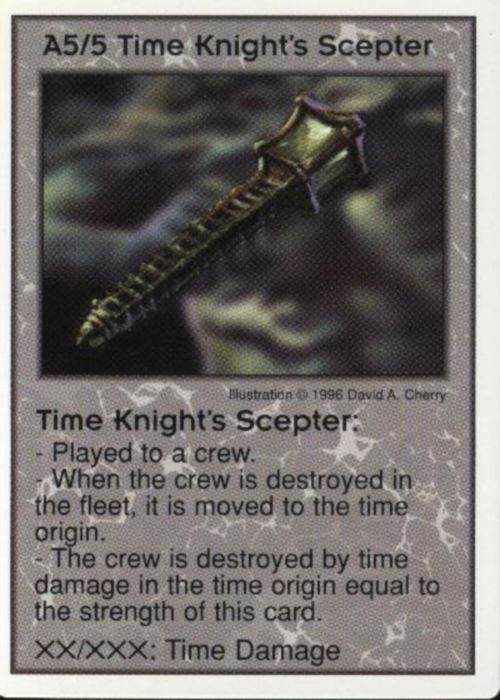 A5/5 Time Knight's Scepter
Illustration © 1996 David A. Cherry
Time Knight's Scepter:
- Played to a crew.
- When the crew is destroyed in
the fleet, it is moved to the time
origin.
- The crew is destroyed by time
damage in the time origin equal to
the strength of this card.
XX/XXX: Time Damage